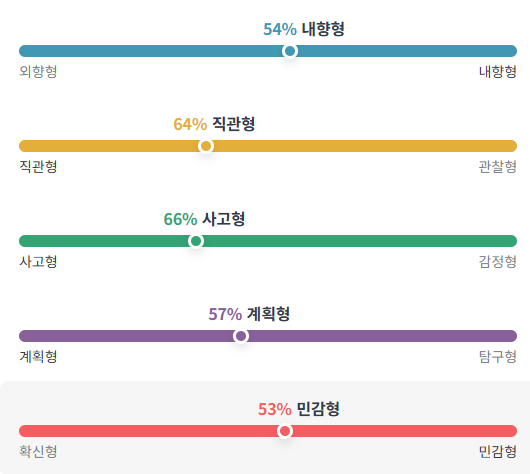 54% 내향형
외향형 내향형
64% 직관형
직관형 관찰형
66% 사고형
사고형 감정형
57% 계획형
계획형 탐구형
53% 민감형
확신형 민감형